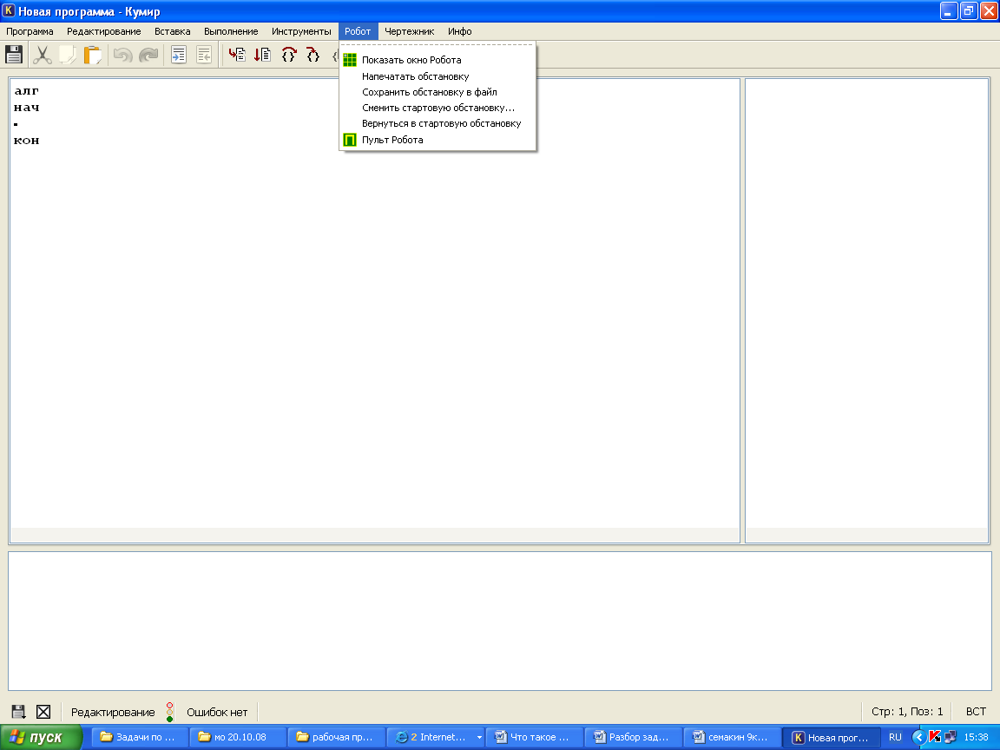 Новая программа - Кумир
Программа Редактирование Вставка Выполнение Инструменты Робот Чертежник Инфо
Показать окно Робота
Напечатать обстановку
Сохранить обстановку в файл
Сменить стартовую обстановку...
Вернуться в стартовую обстановку
Пульт Робота
алг
нач
кон
Редактирование Ошибок нет Стр: 1, Поз: 1 ВСТ
пуск Задачи по ... мо 20.10.08 рабочая пр... 2 Internet... Что такое ... Разбор зад... семакин 9к... Новая прог... RU 15:38